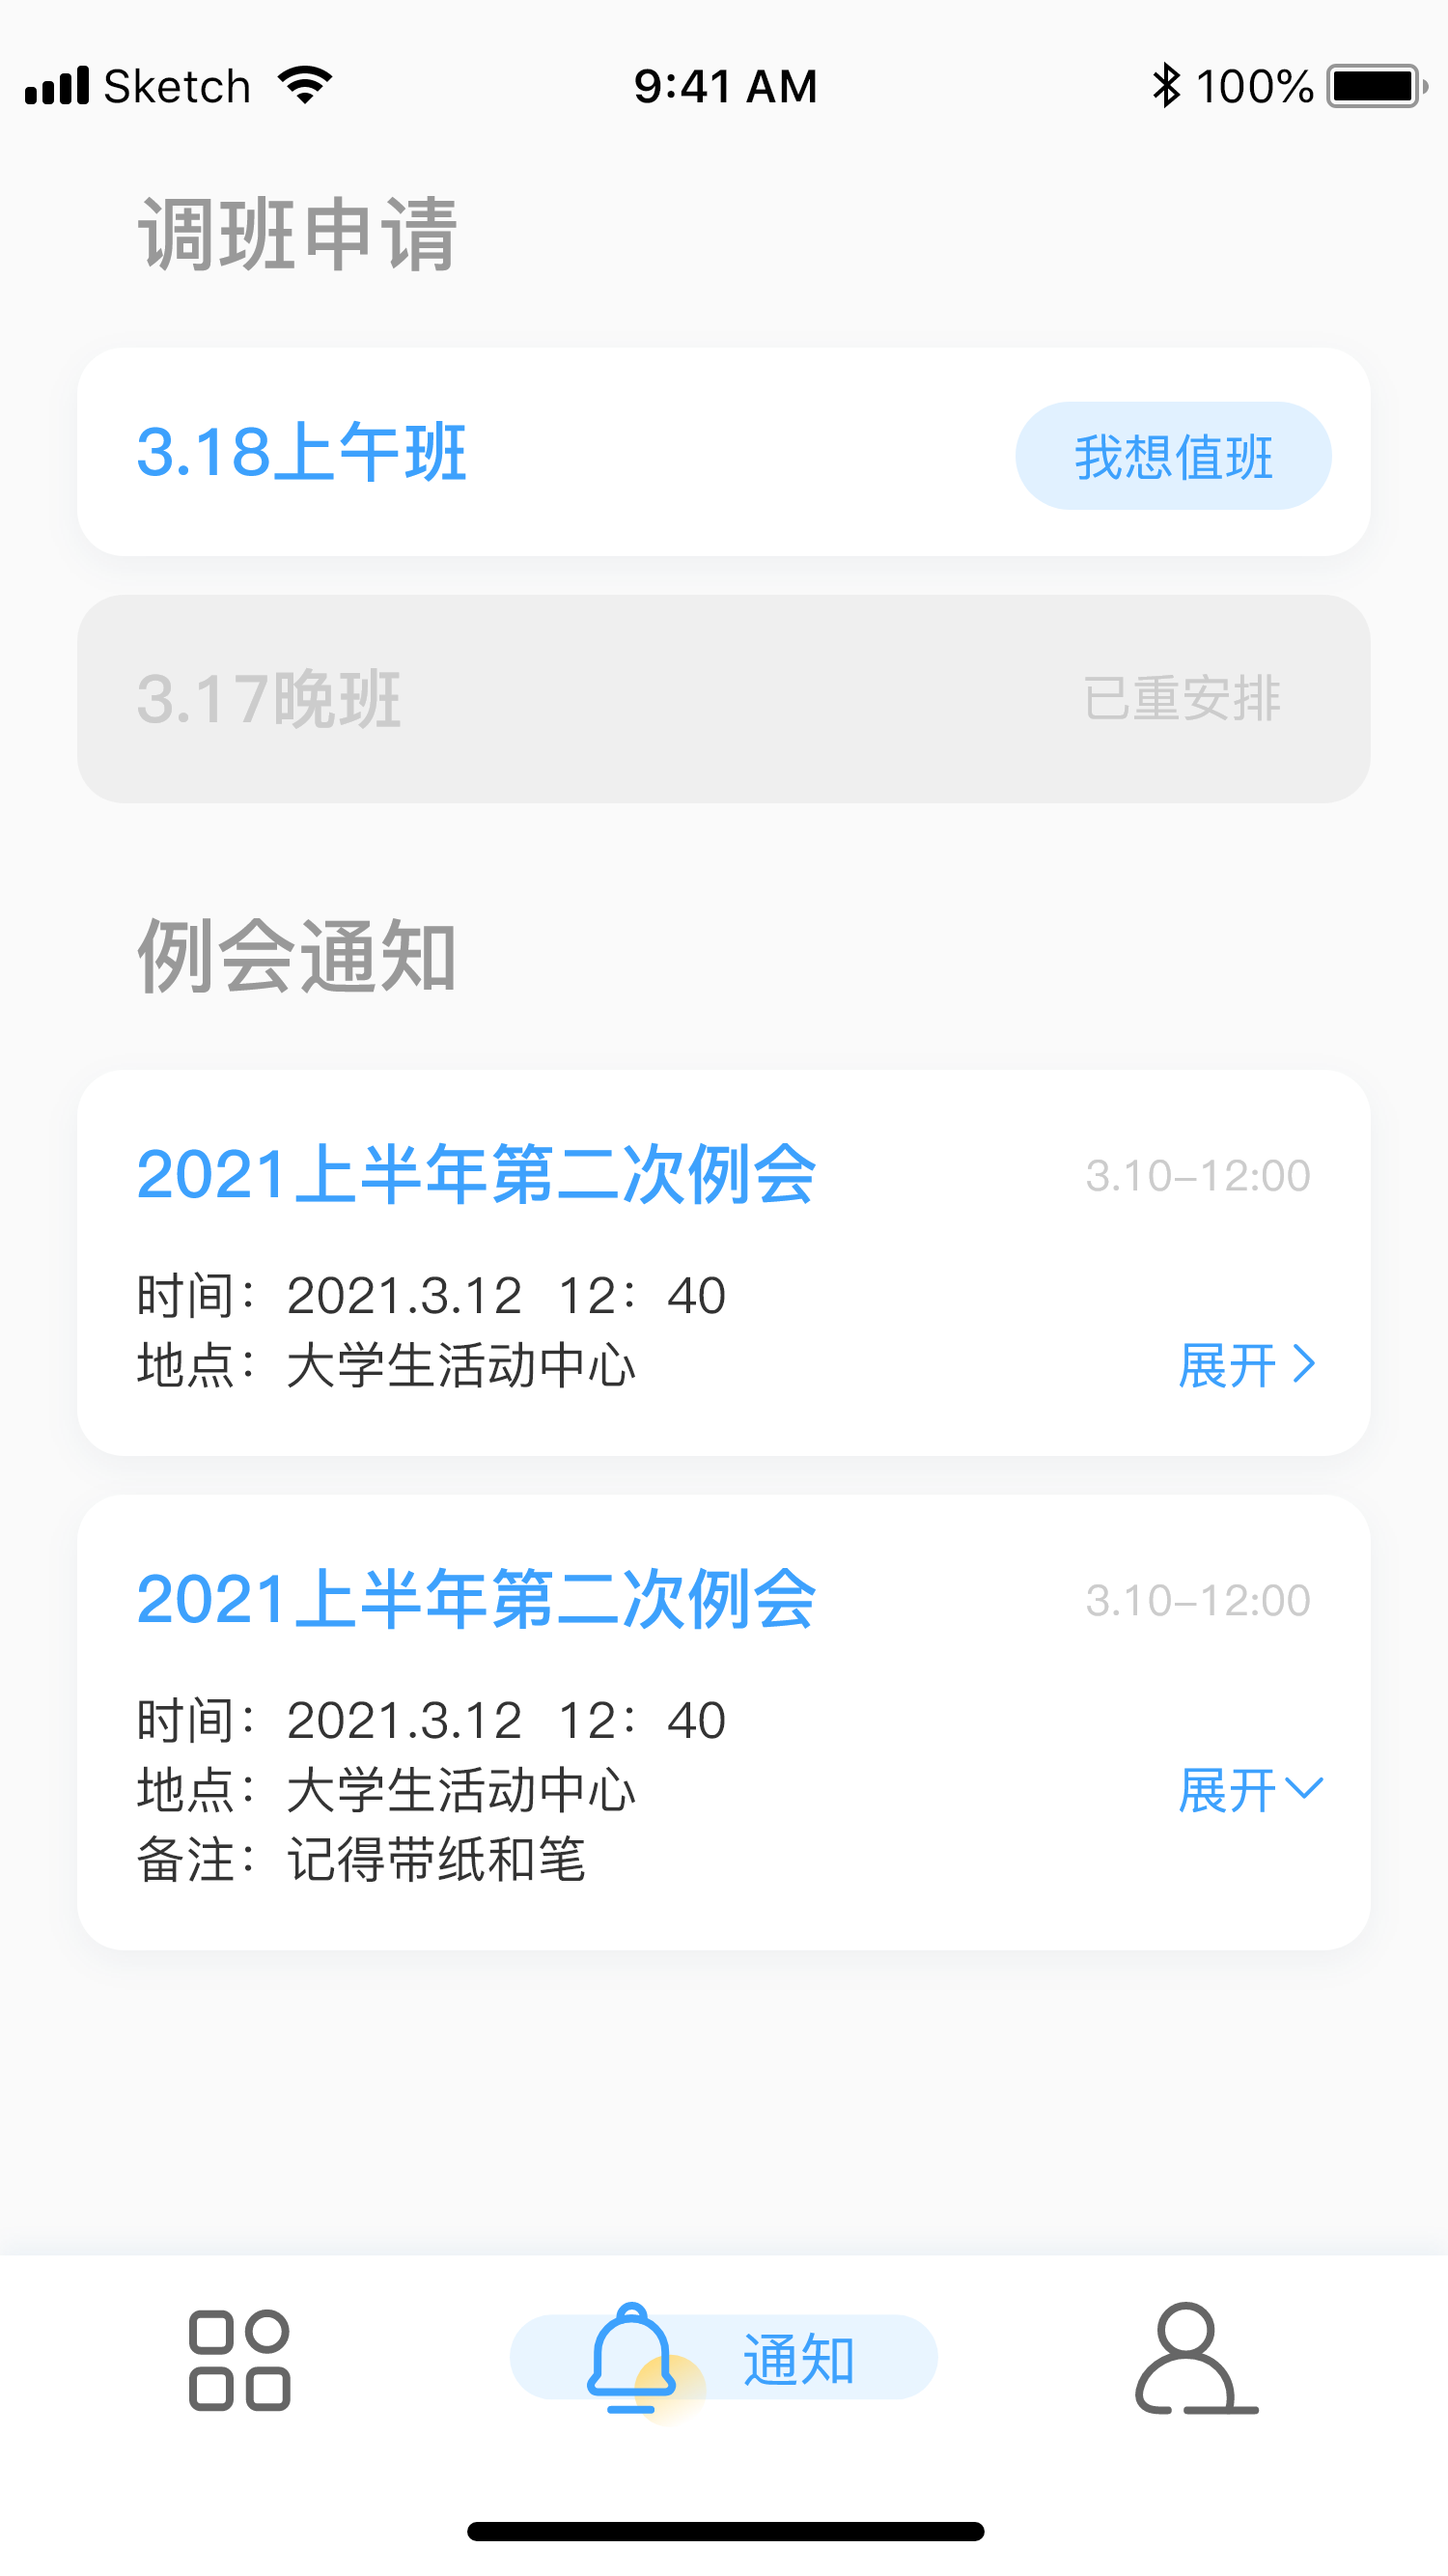 Sketch 9:41 AM 100%
调班申请
3.18上午班 我想值班
3.17晚班 已重安排
例会通知
2021上半年第二次例会 3.10-12:00
时间：2021.3.12 12：40
地点：大学生活动中心 展开
2021上半年第二次例会 3.10-12:00
时间：2021.3.12 12：40
地点：大学生活动中心 展开
备注：记得带纸和笔
通知